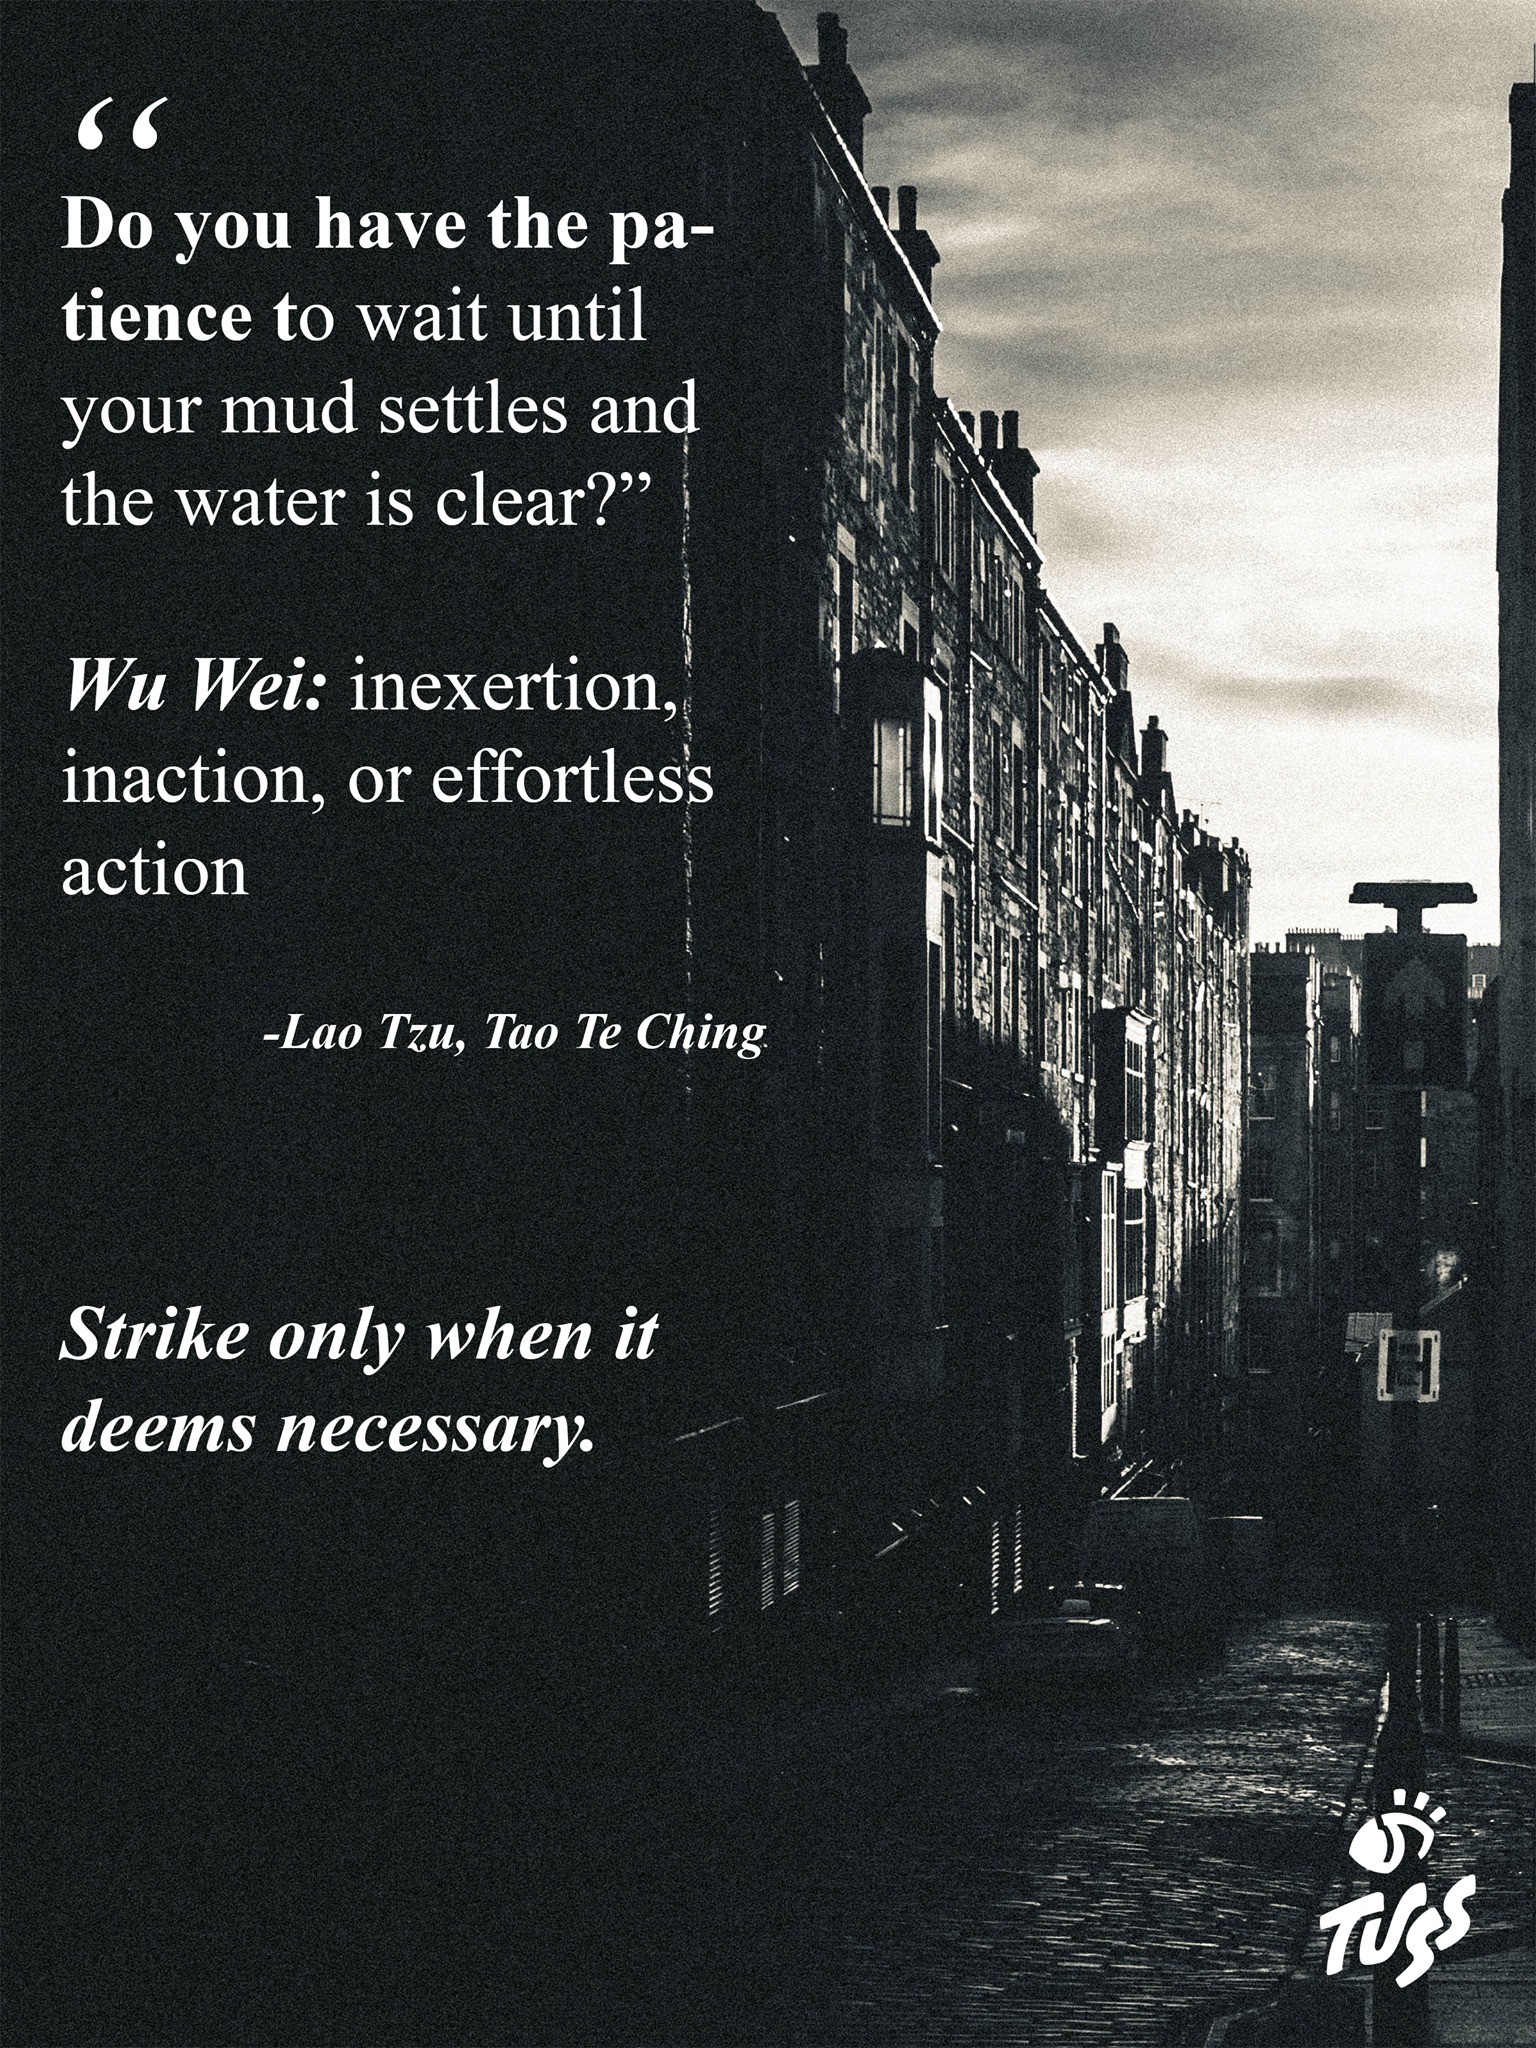 “
Do you have the pa-
tience to wait until
your mud settles and
the water is clear?”
Wu Wei: inexertion,
inaction, or effortless
action
-Lao Tzu, Tao Te Ching.
Strike only when it
deems necessary.
TUSS